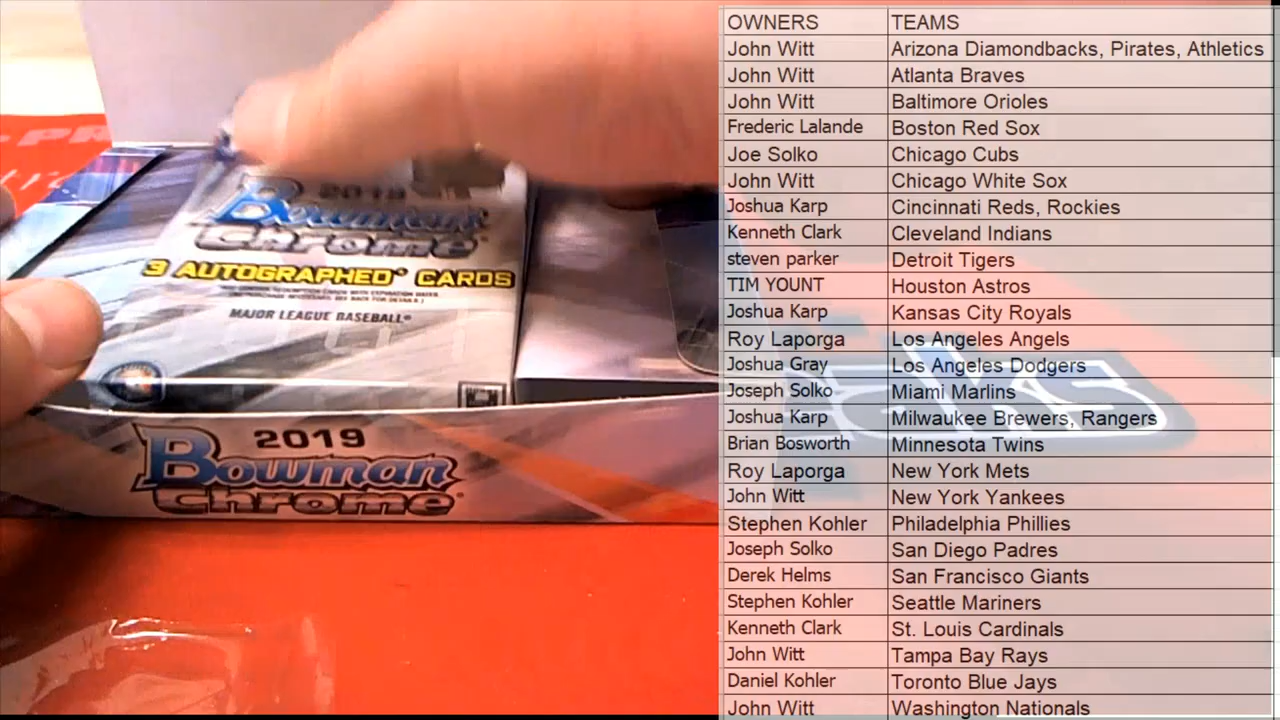 2019
Bowman
Chrome
3 AUTOGRAPHED* CARDS
MAJOR LEAGUE BASEBALL®
2019
Bowman
Chrome®
OWNERS TEAMS
John Witt Arizona Diamondbacks, Pirates, Athletics
John Witt Atlanta Braves
John Witt Baltimore Orioles
Frederic Lalande Boston Red Sox
Joe Solko Chicago Cubs
John Witt Chicago White Sox
Joshua Karp Cincinnati Reds, Rockies
Kenneth Clark Cleveland Indians
steven parker Detroit Tigers
TIM YOUNT Houston Astros
Joshua Karp Kansas City Royals
Roy Laporga Los Angeles Angels
Joshua Gray Los Angeles Dodgers
Joseph Solko Miami Marlins
Joshua Karp Milwaukee Brewers, Rangers
Brian Bosworth Minnesota Twins
Roy Laporga New York Mets
John Witt New York Yankees
Stephen Kohler Philadelphia Phillies
Joseph Solko San Diego Padres
Derek Helms San Francisco Giants
Stephen Kohler Seattle Mariners
Kenneth Clark St. Louis Cardinals
John Witt Tampa Bay Rays
Daniel Kohler Toronto Blue Jays
John Witt Washington Nationals